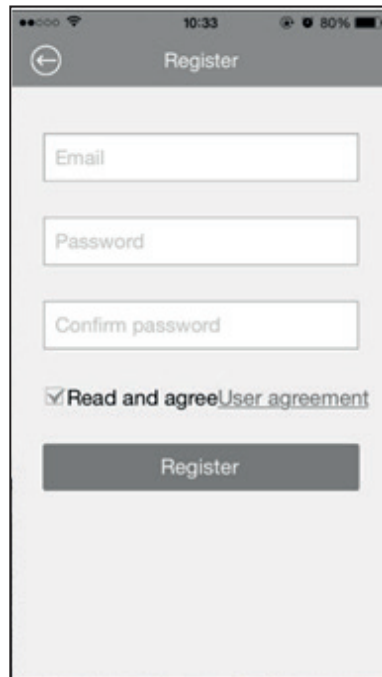 10:33 80%
Register
Email
Password
Confirm password
Read and agreeUser agreement
Register